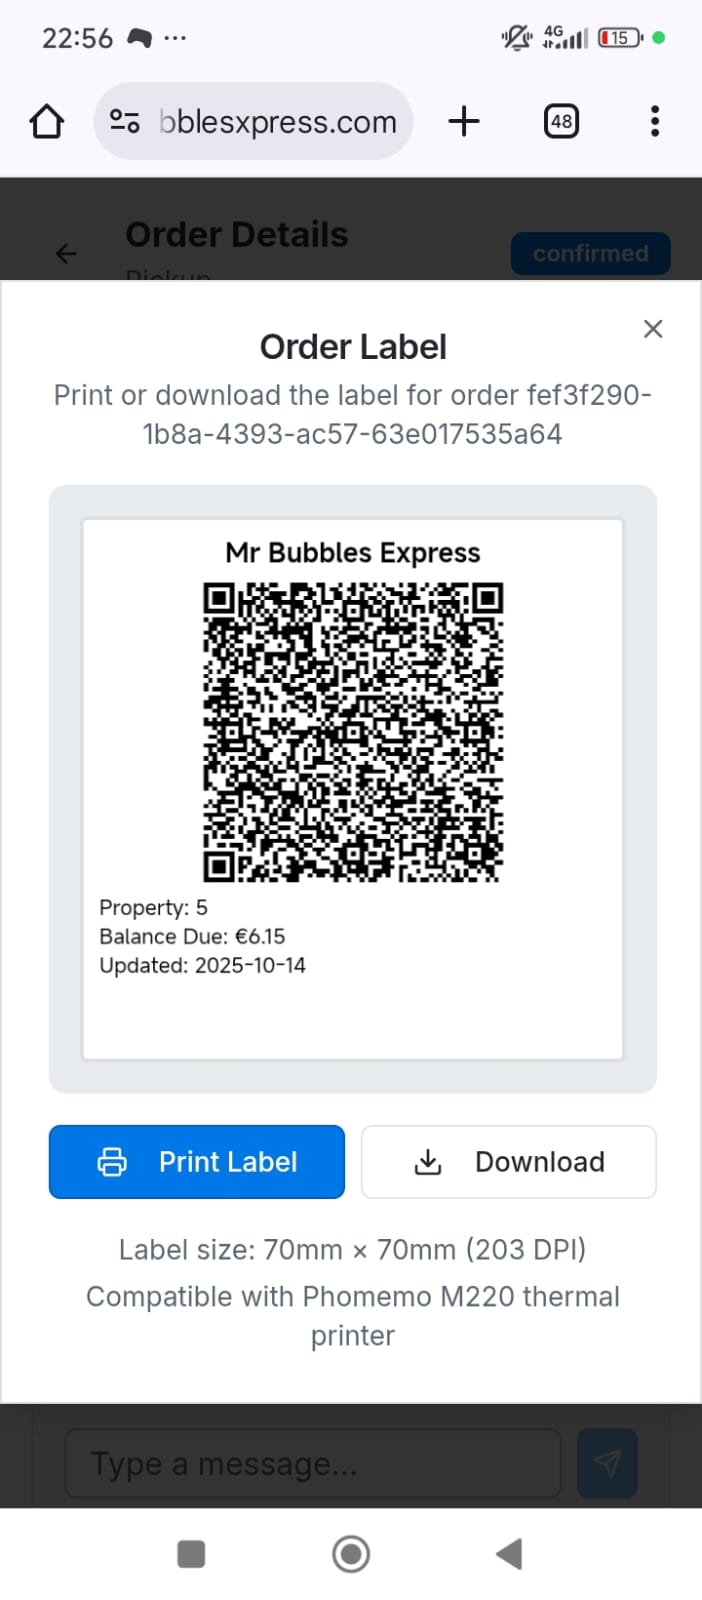 22:56
4G
15
bblesxpress.com
48
Order Details
confirmed
Order Label
Print or download the label for order fef3f290-
1b8a-4393-ac57-63e017535a64
Mr Bubbles Express
Property: 5
Balance Due: €6.15
Updated: 2025-10-14
Print Label
Download
Label size: 70mm × 70mm (203 DPI)
Compatible with Phomemo M220 thermal
printer
Type a message...